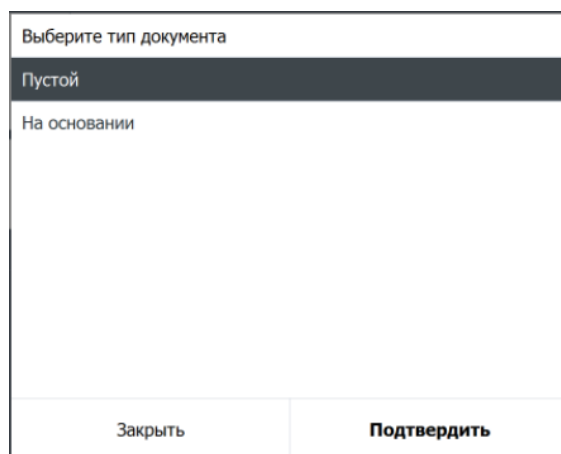 Выберите тип документа
Пустой
На основании
Закрыть
Подтвердить